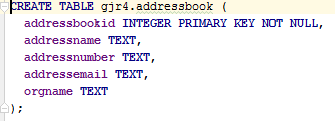 CREATE TABLE gjr4.addressbook (
addressbookid INTEGER PRIMARY KEY NOT NULL,
addressname TEXT,
addressnumber TEXT,
addressemail TEXT,
orgname TEXT
);